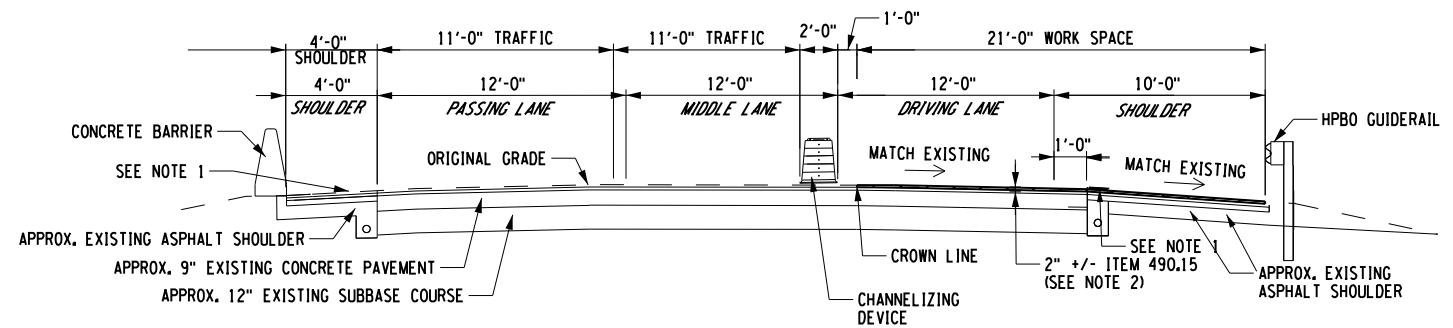 1'-0"
4'-0"
SHOULDER
11'-0" TRAFFIC
11'-0" TRAFFIC
2'-0"
21'-0" WORK SPACE
4'-0"
SHOULDER
12'-0"
PASSING LANE
12'-0"
MIDDLE LANE
12'-0"
DRIVING LANE
10'-0"
SHOULDER
CONCRETE BARRIER
HPBO GUIDERAIL
SEE NOTE 1
ORIGINAL GRADE
MATCH EXISTING
1'-0"
MATCH EXISTING
APPROX. EXISTING ASPHALT SHOULDER
APPROX. 9" EXISTING CONCRETE PAVEMENT
APPROX. 12" EXISTING SUBBASE COURSE
CROWN LINE
CHANNELIZING
DEVICE
SEE NOTE 1
2" +/- ITEM 490.15
(SEE NOTE 2)
APPROX. EXISTING
ASPHALT SHOULDER